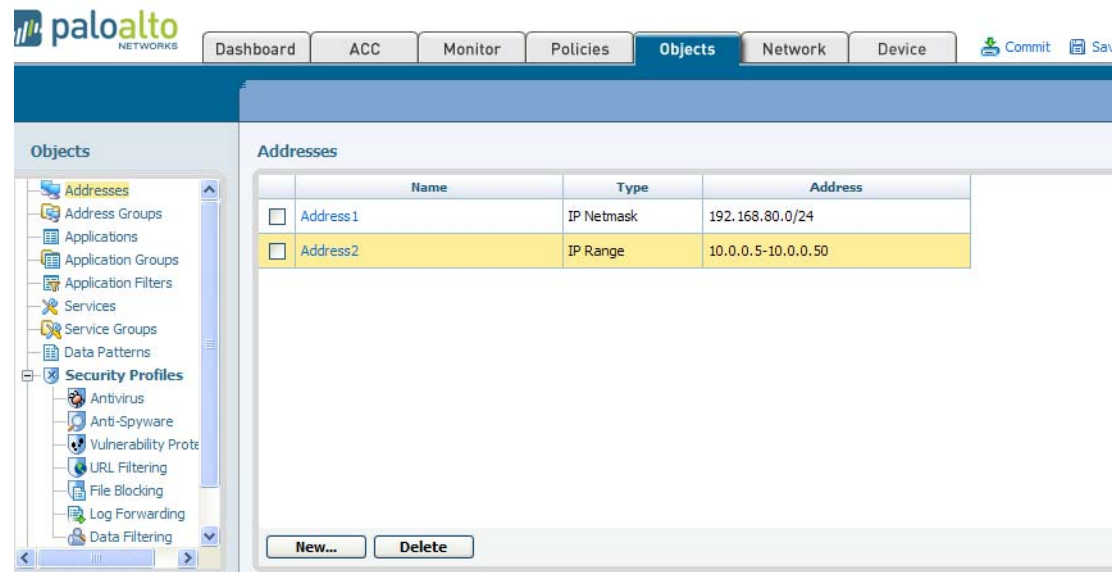 paloalto
NETWORKS
Dashboard ACC Monitor Policies Objects Network Device Commit Sav
Objects
Addresses
Address Groups
Applications
Application Groups
Application Filters
Services
Service Groups
Data Patterns
Security Profiles
Antivirus
Anti-Spyware
Vulnerability Prote
URL Filtering
File Blocking
Log Forwarding
Data Filtering
Addresses
Name Type Address
Address1 IP Netmask 192.168.80.0/24
Address2 IP Range 10.0.0.5-10.0.0.50
New... Delete